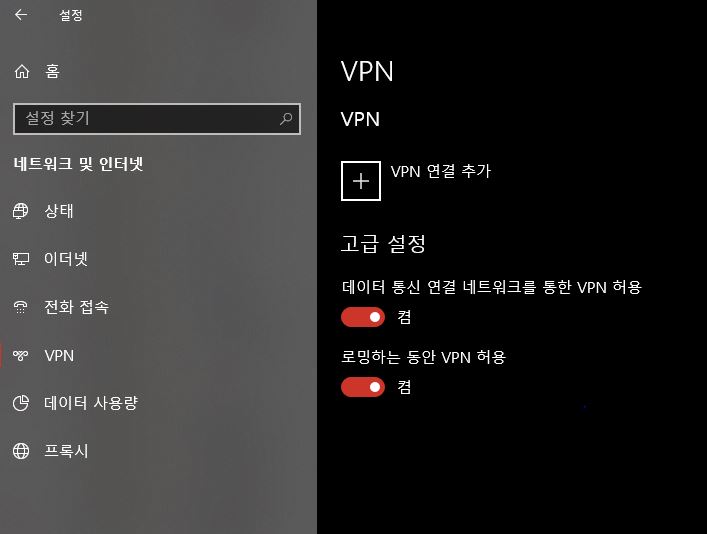 설정
홈
설정 찾기
네트워크 및 인터넷
상태
이더넷
전화 접속
VPN
데이터 사용량
프록시
VPN
VPN
VPN 연결 추가
고급 설정
데이터 통신 연결 네트워크를 통한 VPN 허용
켬
로밍하는 동안 VPN 허용
켬